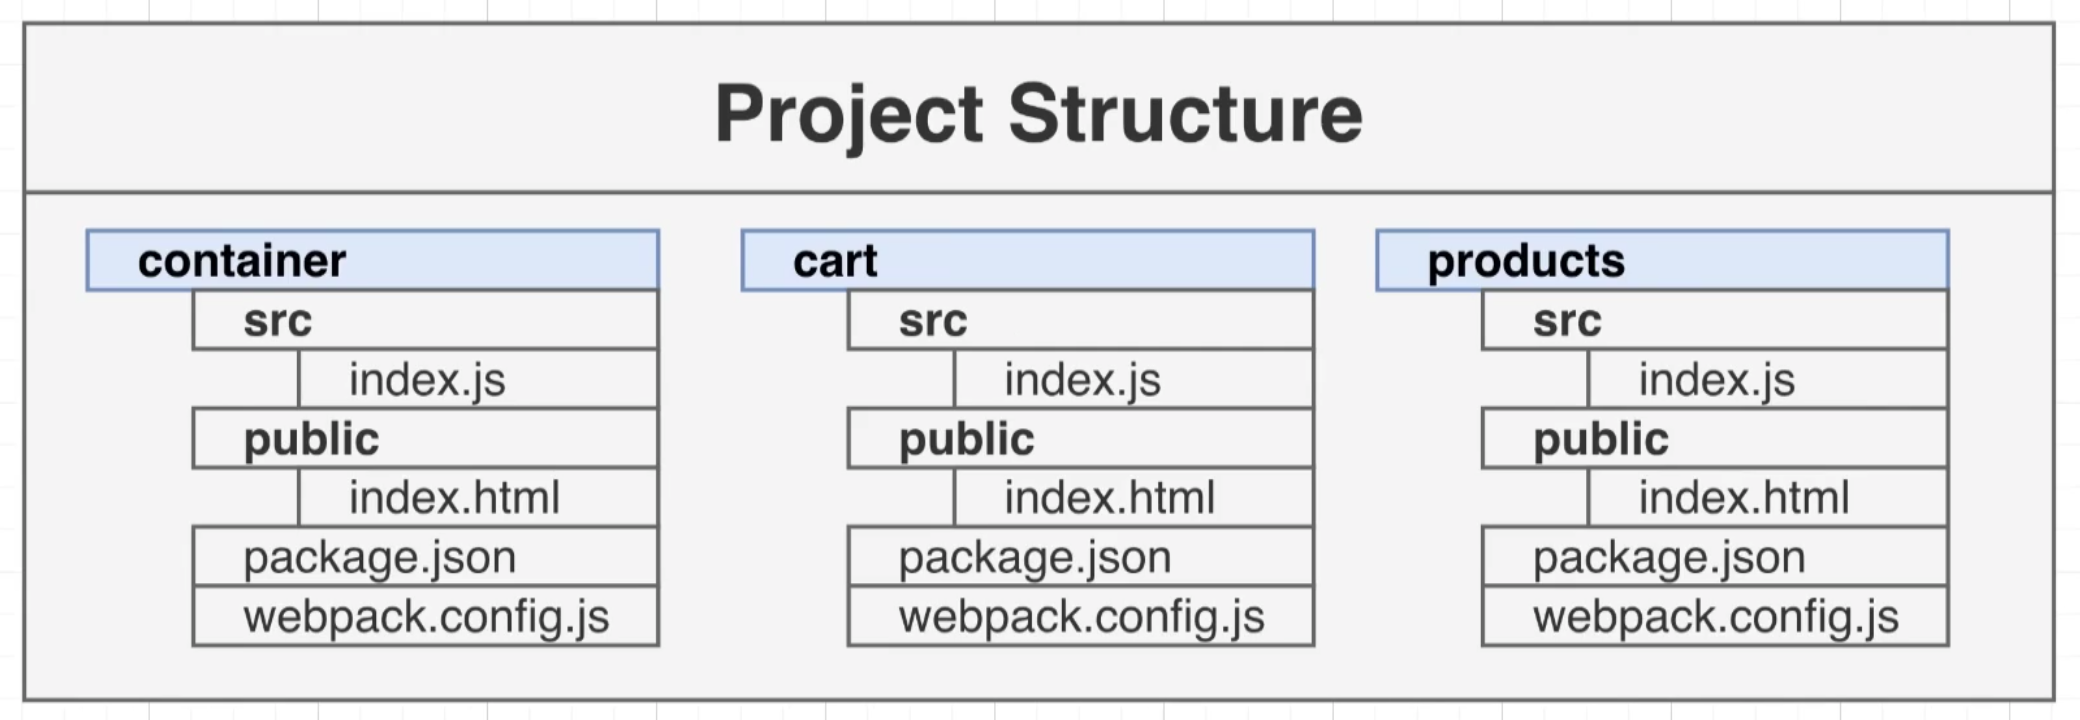 Project Structure
container
src
index.js
public
index.html
package.json
webpack.config.js
cart
src
index.js
public
index.html
package.json
webpack.config.js
products
src
index.js
public
index.html
package.json
webpack.config.js